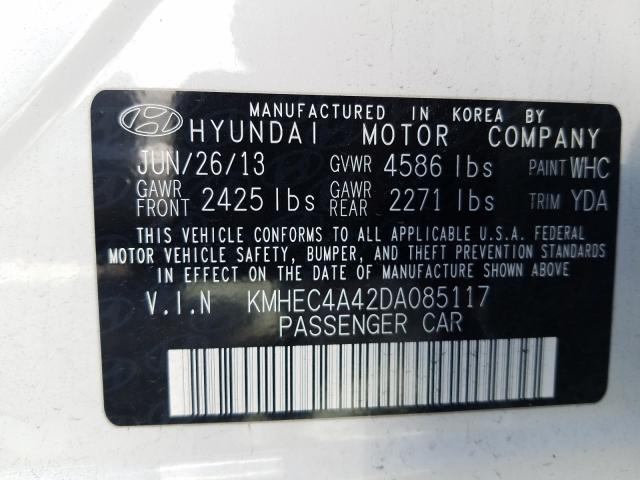 MANUFACTURED IN KOREA BY
HYUNDAI MOTOR COMPANY
JUN/26/13 GVWR 4586 lbs PAINT WHC
GAWR FRONT 2425 lbs GAWR REAR 2271 lbs TRIM YDA
THIS VEHICLE CONFORMS TO ALL APPLICABLE U.S.A. FEDERAL
MOTOR VEHICLE SAFETY, BUMPER, AND THEFT PREVENTION STANDARDS
IN EFFECT ON THE DATE OF MANUFACTURE SHOWN ABOVE.
V.I.N KMHEC4A42DA085117
PASSENGER CAR